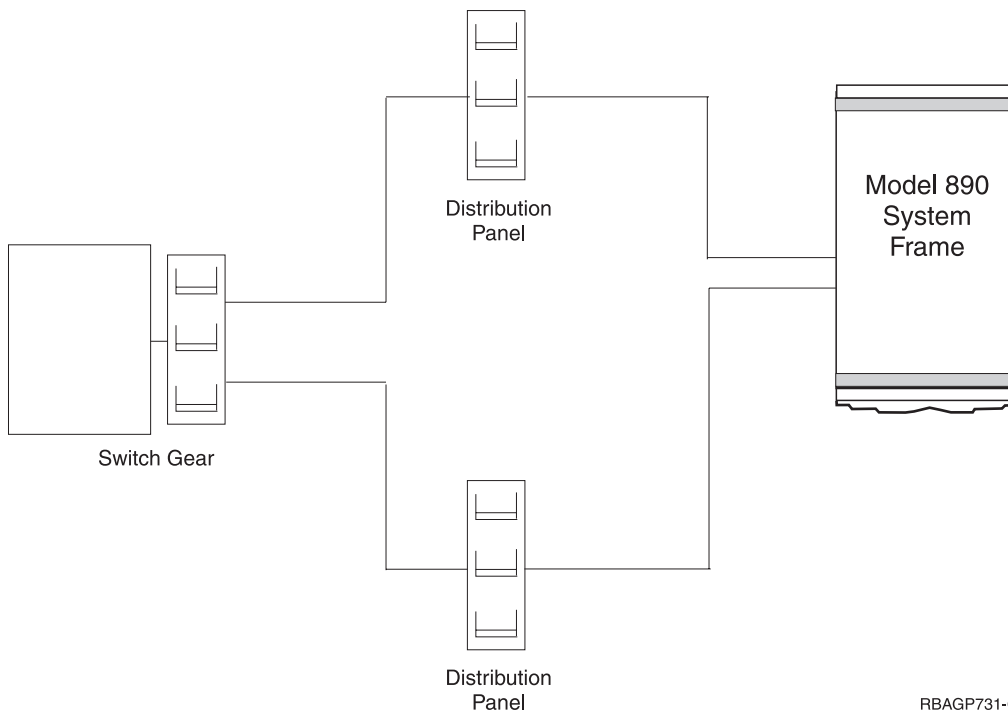 Distribution
Panel
Model 890
System
Frame
Switch Gear
Distribution
Panel
RBAGP731-